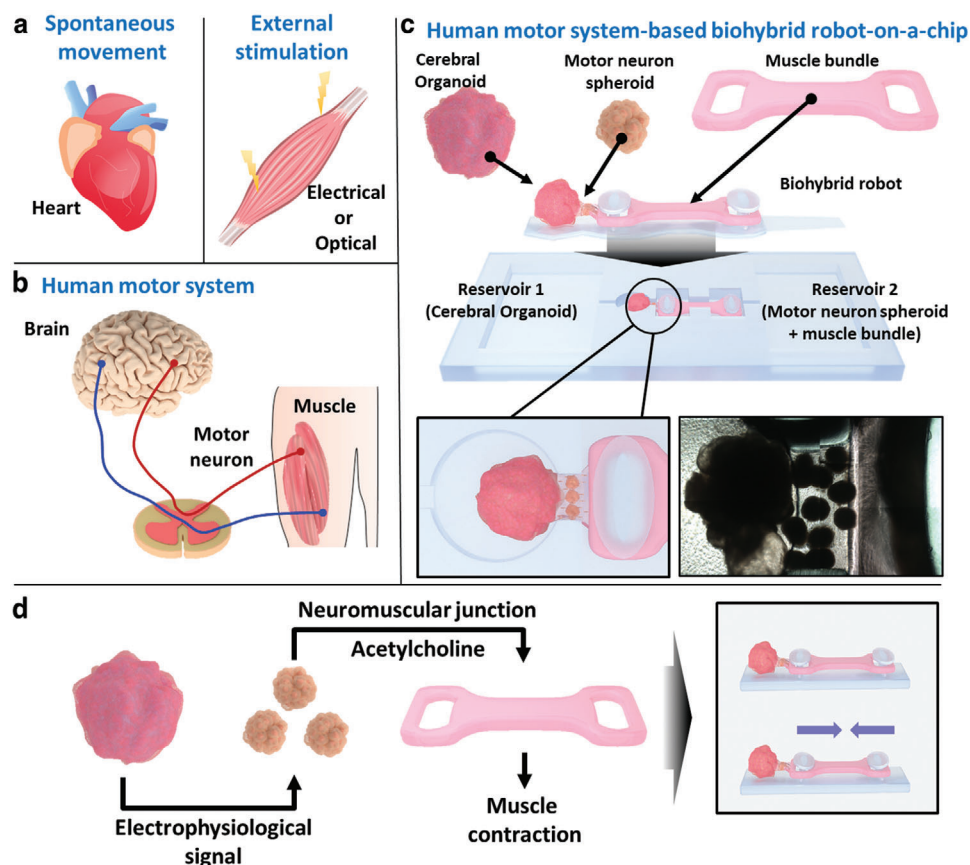 a
Spontaneous
movement
Heart
External
stimulation
Electrical
or
Optical
b
Human motor system
Brain
Motor
neuron
Muscle
c
Human motor system-based biohybrid robot-on-a-chip
Cerebral
Organoid
Motor neuron
spheroid
Muscle bundle
Biohybrid robot
Reservoir 1
(Cerebral Organoid)
Reservoir 2
(Motor neuron spheroid
+ muscle bundle)
d
Neuromuscular junction
Acetylcholine
Electrophysiological
signal
Muscle
contraction